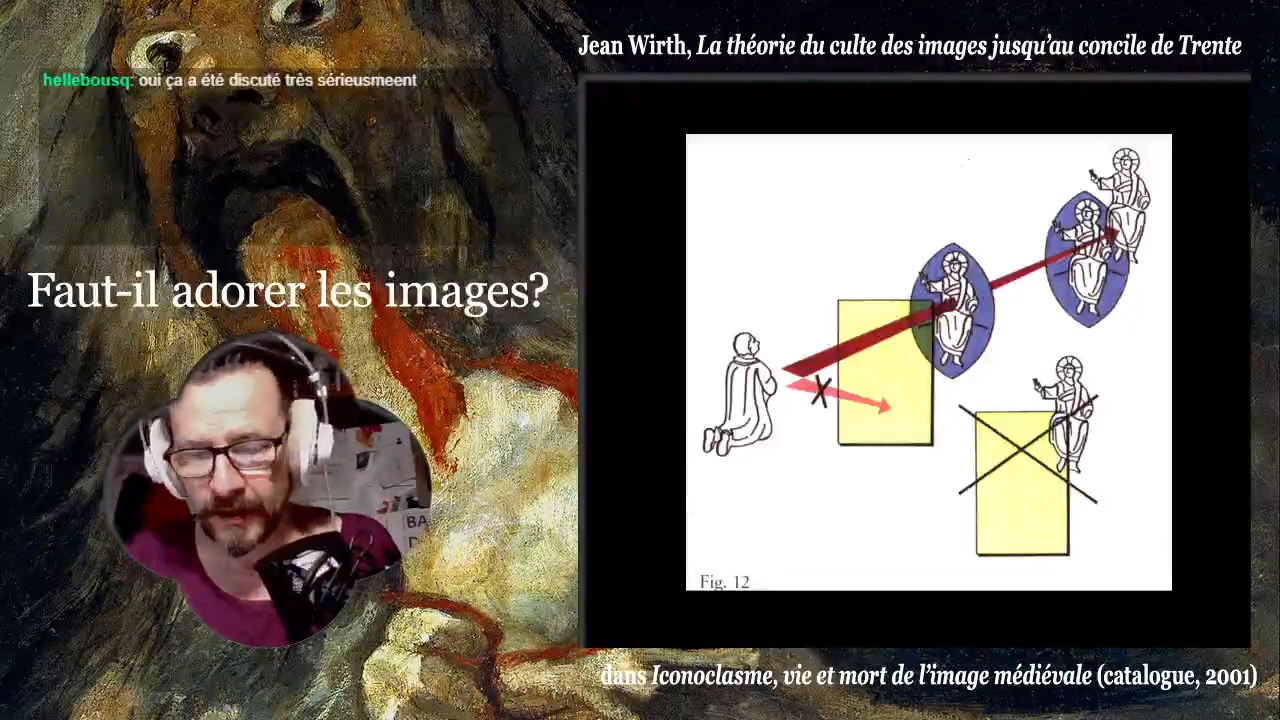 Jean Wirth, La théorie du culte des images jusqu'au concile de Trente
hellebousq: oui ça a été discuté très sérieusmeent
Faut-il adorer les images?
BA
Fig. 12
dans Iconoclasme, vie et mort de l'image médiévale (catalogue, 2001)